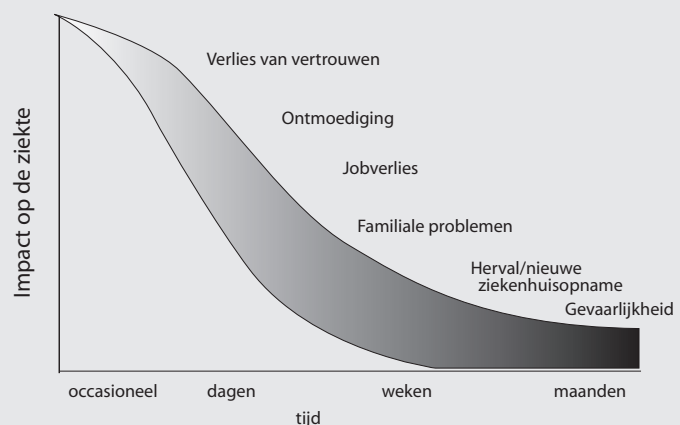 Impact op de ziekte
Verlies van vertrouwen
Ontmoediging
Jobverlies
Familiale problemen
Herval/nieuwe
ziekenhuisopname
Gevaarlijkheid
occasioneel
dagen
weken
maanden
tijd